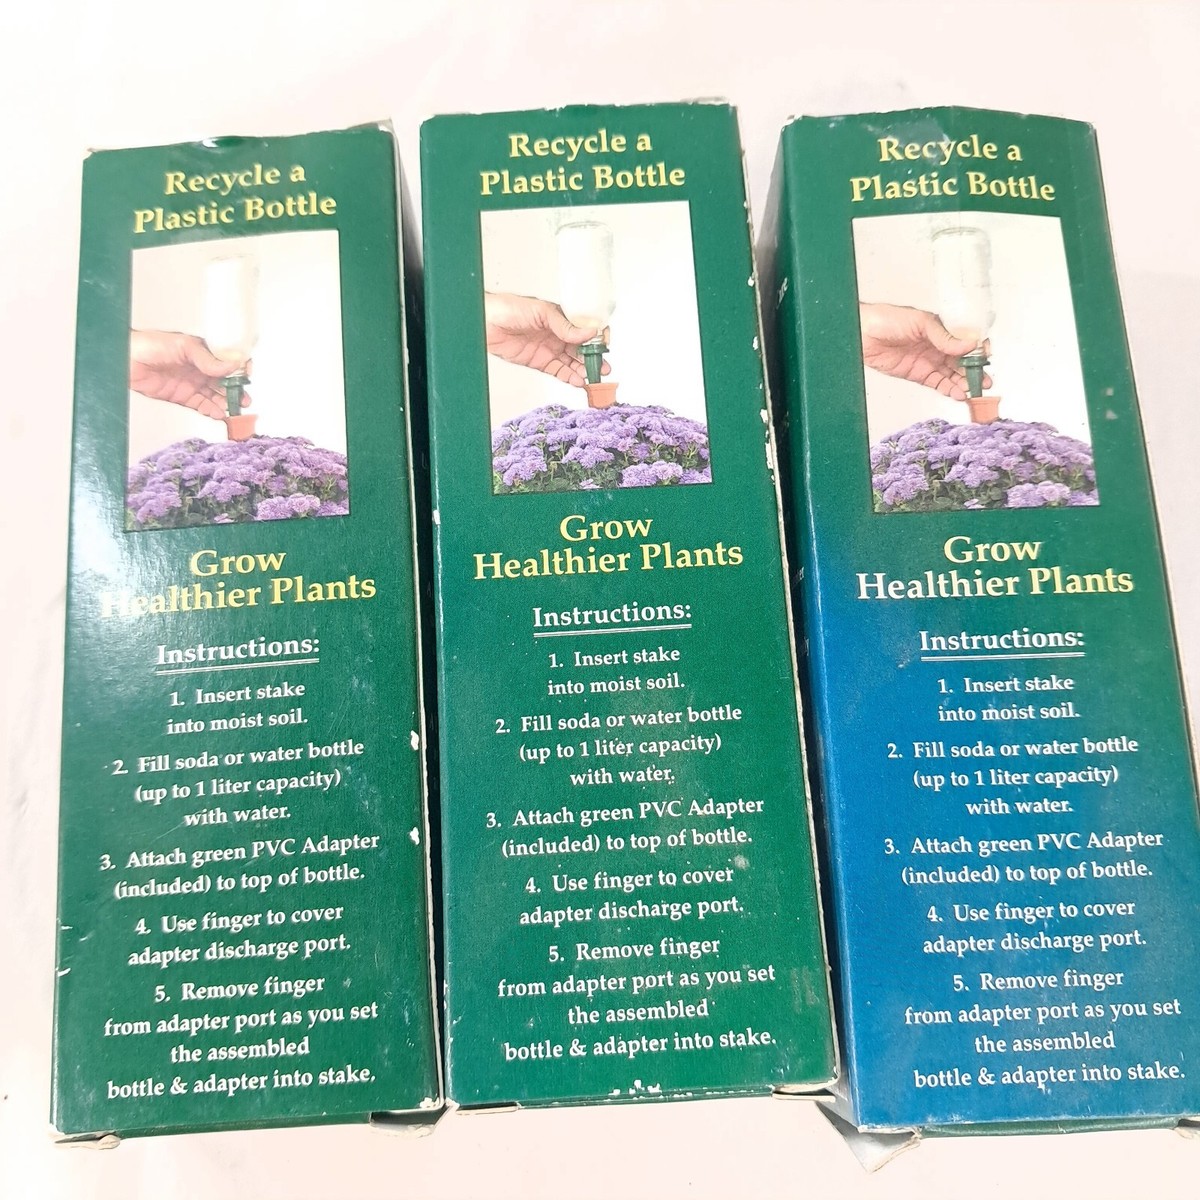 Recycle a
Plastic Bottle
Grow
Healthier Plants
Instructions:
1. Insert stake
into moist soil.
2. Fill soda or water bottle
(up to 1 liter capacity)
with water.
3. Attach green PVC Adapter
(included) to top of bottle.
4. Use finger to cover
adapter discharge port.
5. Remove finger
from adapter port as you set
the assembled
bottle & adapter into stake.
Recycle a
Plastic Bottle
Grow
Healthier Plants
Instructions:
1. Insert stake
into moist soil.
2. Fill soda or water bottle
(up to 1 liter capacity)
with water.
3. Attach green PVC Adapter
(included) to top of bottle.
4. Use finger to cover
adapter discharge port.
5. Remove finger
from adapter port as you set
the assembled
bottle & adapter into stake.
Recycle a
Plastic Bottle
Grow
Healthier Plants
Instructions:
1. Insert stake
into moist soil.
2. Fill soda or water bottle
(up to 1 liter capacity)
with water.
3. Attach green PVC Adapter
(included) to top of bottle.
4. Use finger to cover
adapter discharge port.
5. Remove finger
from adapter port as you set
the assembled
bottle & adapter into stake.